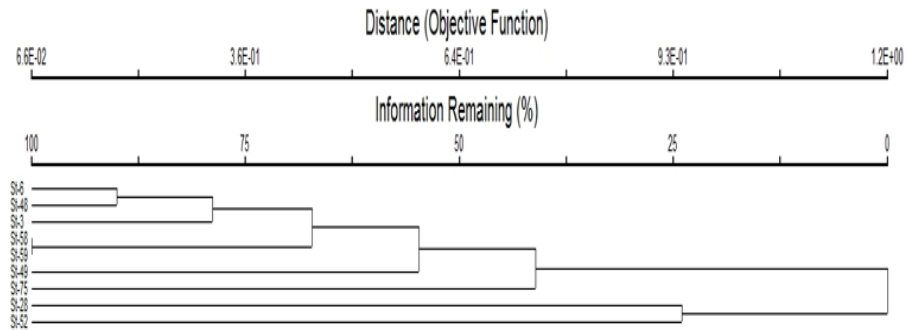 Distance (Objective Function)
6.6E-02 3.6E-01 6.4E-01 9.3E-01 1.2E+00
Information Remaining (%)
100 75 50 25 0
St-6
St-48
St-3
St-58
St-59
St-49
St-75
St-28
St-52